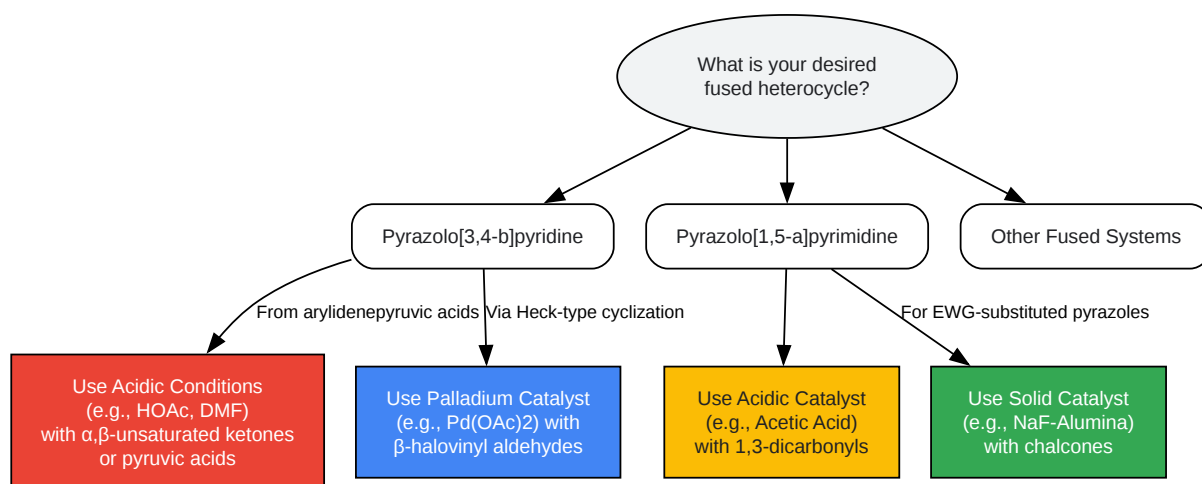 What is your desired
fused heterocycle?
Pyrazolo[3,4-b]pyridine
Pyrazolo[1,5-a]pyrimidine
Other Fused Systems
From arylidenepyruvic acids
Via Heck-type cyclization
For EWG-substituted pyrazoles
Use Acidic Conditions
(e.g., HOAc, DMF)
with α,β-unsaturated ketones
or pyruvic acids
Use Palladium Catalyst
(e.g., Pd(OAc)2) with
β-halovinyl aldehydes
Use Acidic Catalyst
(e.g., Acetic Acid)
with 1,3-dicarbonyls
Use Solid Catalyst
(e.g., NaF-Alumina)
with chalcones